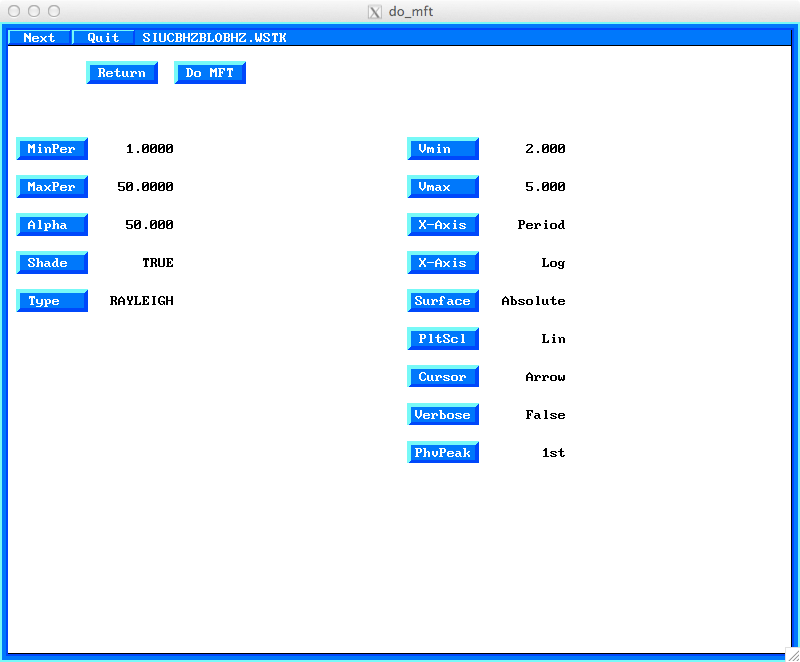 do_mft
Next Quit SIUCBHZBLOBHZ.WSTK
Return Do MFT
MinPer 1.0000 Vmin 2.000
MaxPer 50.0000 Vmax 5.000
Alpha 50.000 X-Axis Period
Shade TRUE X-Axis Log
Type RAYLEIGH Surface Absolute
PltScl Lin
Cursor Arrow
Verbose False
PhvPeak 1st